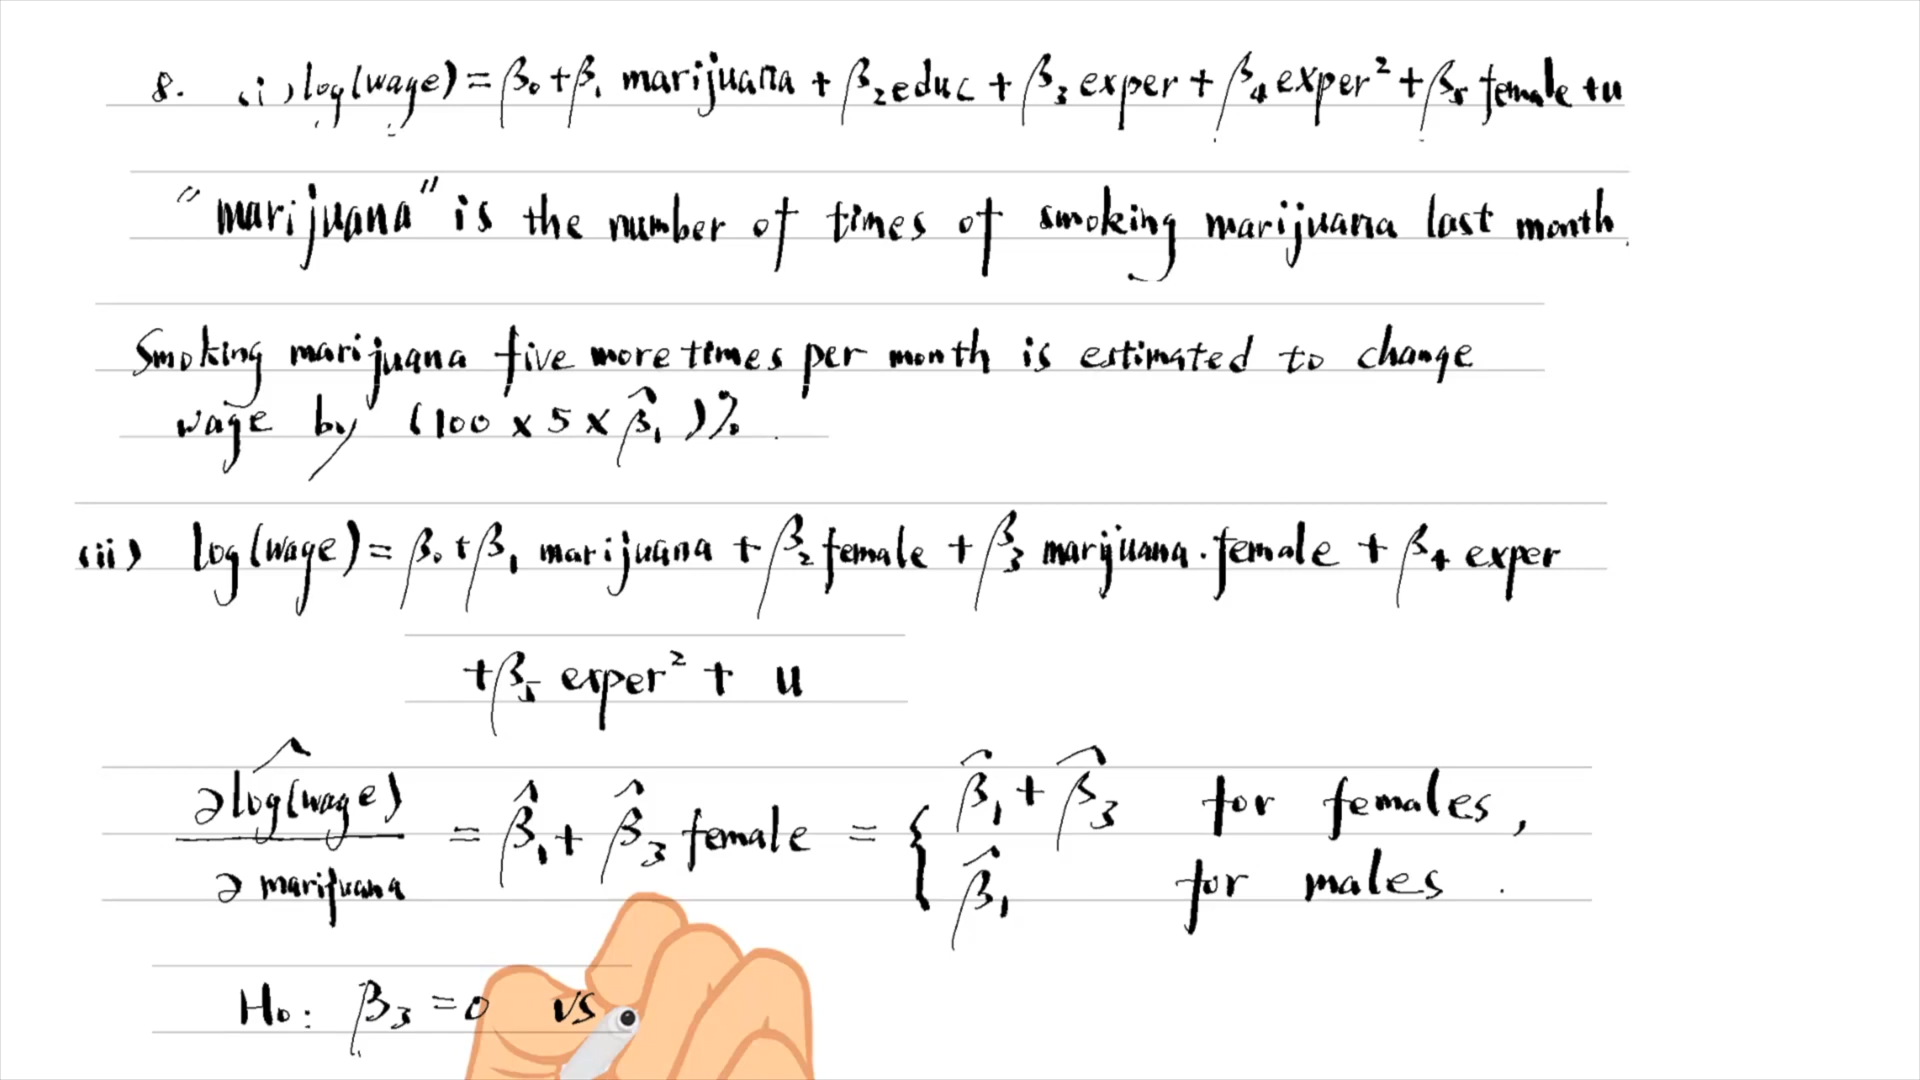 8. (i) log(wage) = β₀ + β₁ marijuana + β₂ educ + β₃ exper + β₄ exper² + β₅ female + u
"marijuana" is the number of times of smoking marijuana last month.
Smoking marijuana five more times per month is estimated to change
wage by (100 × 5 × β̂₁)%.
(ii) log(wage) = β₀ + β₁ marijuana + β₂ female + β₃ marijuana · female + β₄ exper
+ β₅ exper² + u
∂log(wage)^ / ∂ marijuana = β̂₁ + β̂₃ female = { β̂₁ + β̂₃ for females,
β̂₁ for males.
H₀: β₃ = 0 vs